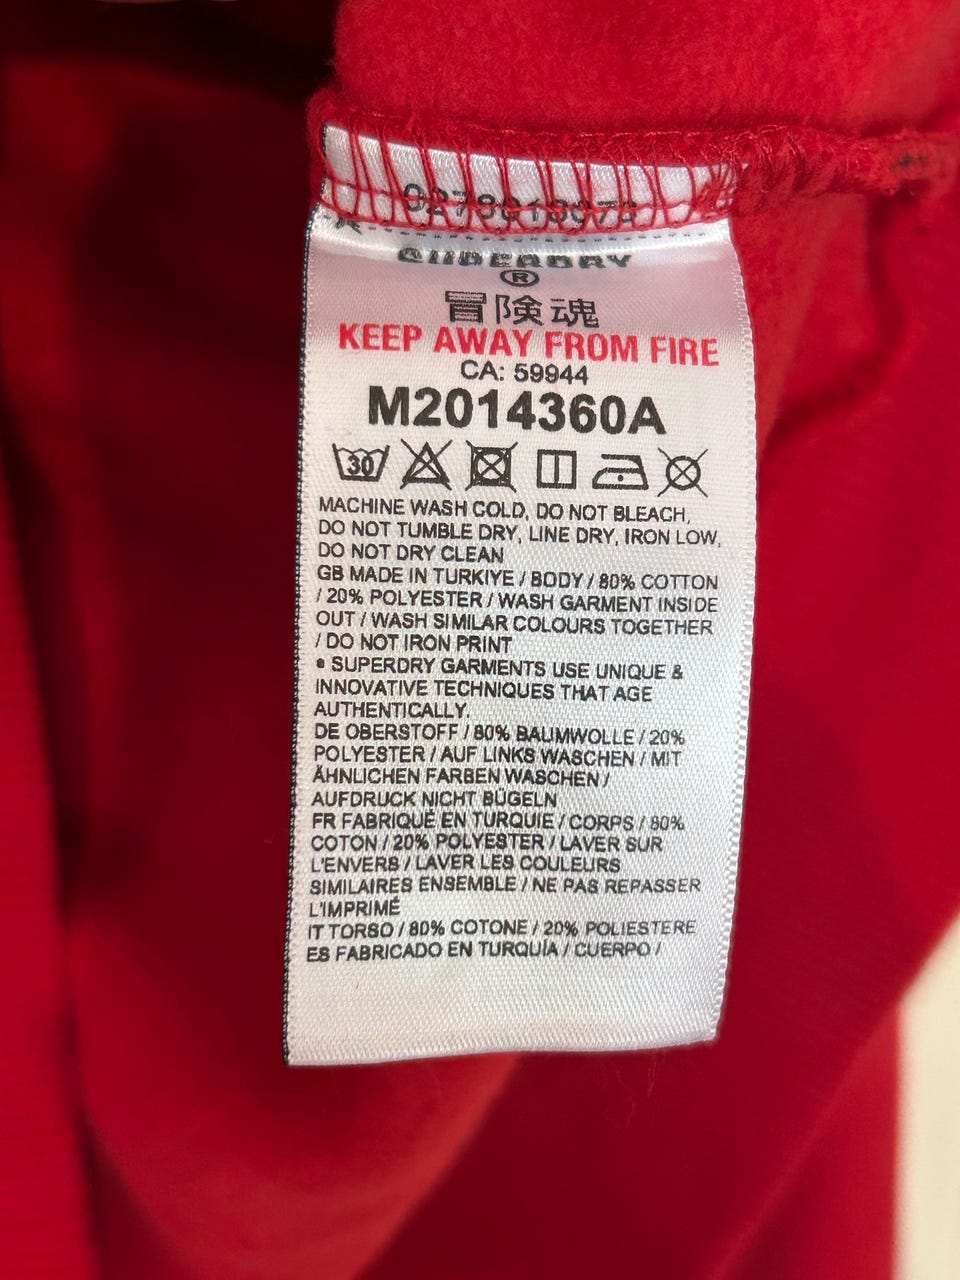 SUPERDRY
®
冒険魂
KEEP AWAY FROM FIRE
CA: 59944
M2014360A
30
MACHINE WASH COLD, DO NOT BLEACH,
DO NOT TUMBLE DRY, LINE DRY, IRON LOW,
DO NOT DRY CLEAN
GB MADE IN TURKIYE / BODY / 80% COTTON
/ 20% POLYESTER / WASH GARMENT INSIDE
OUT / WASH SIMILAR COLOURS TOGETHER
/ DO NOT IRON PRINT
• SUPERDRY GARMENTS USE UNIQUE &
INNOVATIVE TECHNIQUES THAT AGE
AUTHENTICALLY.
DE OBERSTOFF / 80% BAUMWOLLE / 20%
POLYESTER / AUF LINKS WASCHEN / MIT
ÄHNLICHEN FARBEN WASCHEN /
AUFDRUCK NICHT BÜGELN
FR FABRIQUÉ EN TURQUIE / CORPS / 80%
COTON / 20% POLYESTER / LAVER SUR
L'ENVERS / LAVER LES COULEURS
SIMILAIRES ENSEMBLE / NE PAS REPASSER
L'IMPRIMÉ
IT TORSO / 80% COTONE / 20% POLIESTERE
ES FABRICADO EN TURQUÍA / CUERPO /